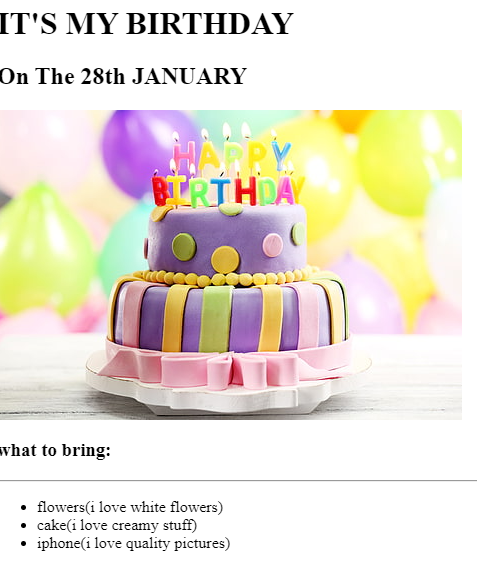 IT'S MY BIRTHDAY
On The 28th JANUARY
HAPPY
BIRTHDAY
what to bring:
flowers(i love white flowers)
cake(i love creamy stuff)
iphone(i love quality pictures)